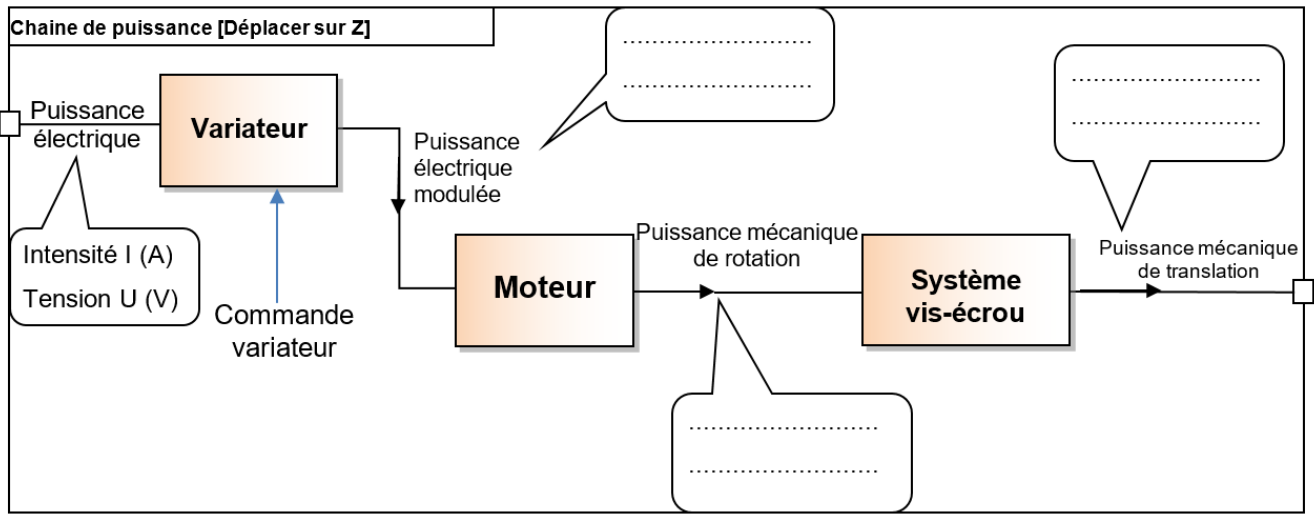 Chaine de puissance [Déplacer sur Z]
Puissance
électrique
Variateur
Puissance
électrique
modulée
........................
........................
........................
........................
Intensité I (A)
Tension U (V)
Commande
variateur
Moteur
Puissance mécanique
de rotation
Système
vis-écrou
Puissance mécanique
de translation
........................
........................